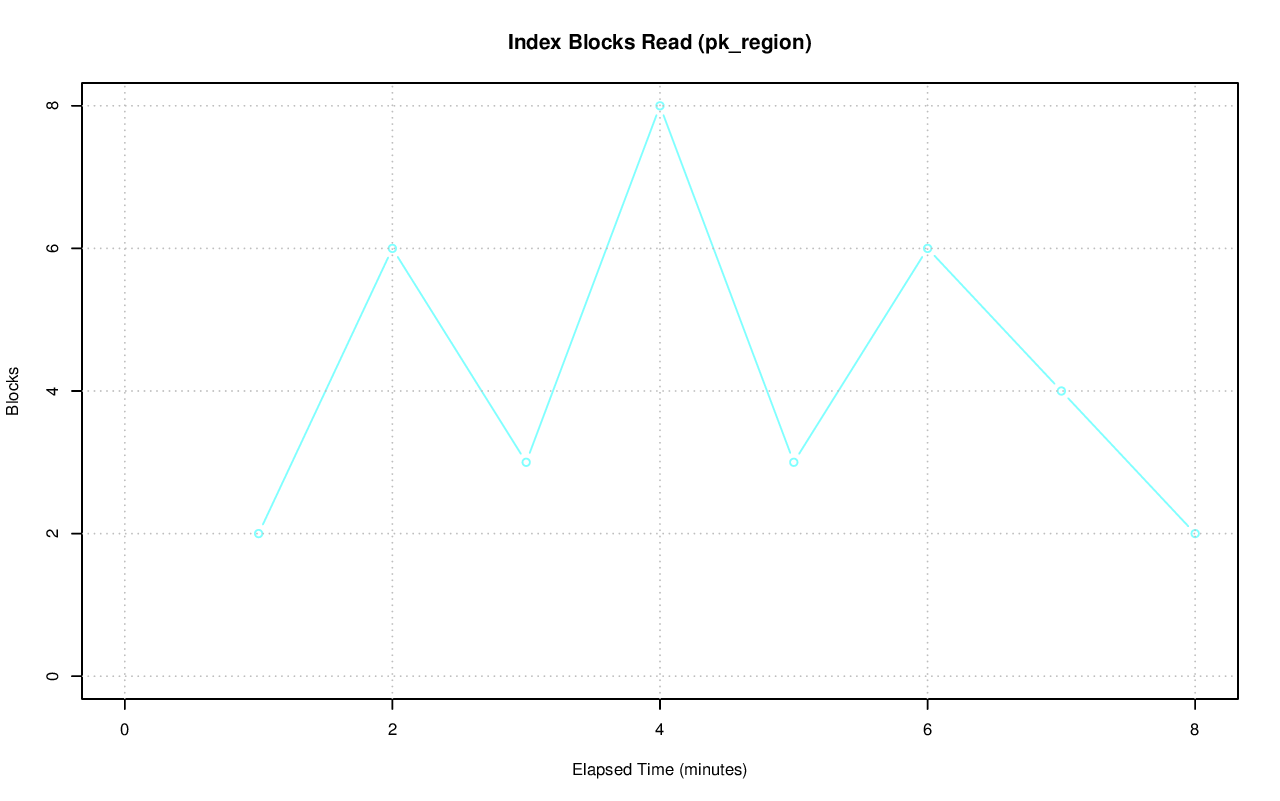 Index Blocks Read (pk_region)
Blocks
8
6
4
2
0
0 2 4 6 8
Elapsed Time (minutes)